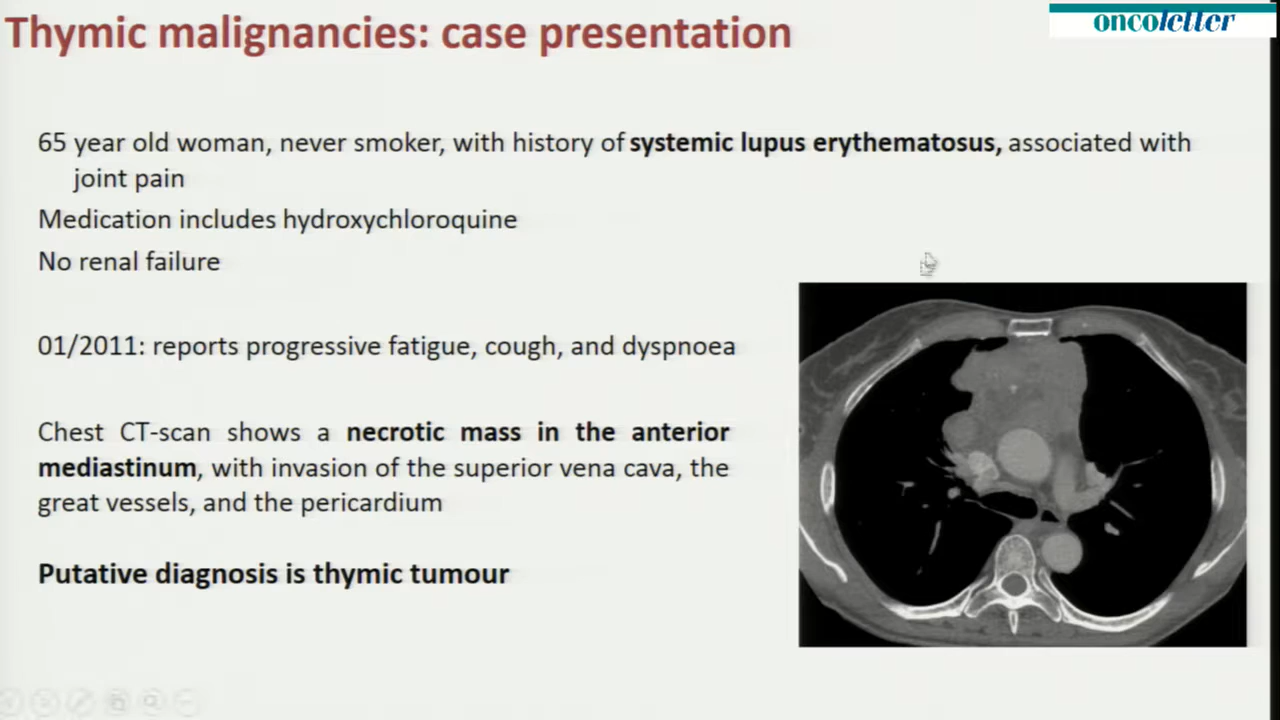 Thymic malignancies: case presentation
oncoletter
65 year old woman, never smoker, with history of systemic lupus erythematosus, associated with
joint pain
Medication includes hydroxychloroquine
No renal failure
01/2011: reports progressive fatigue, cough, and dyspnoea
Chest CT-scan shows a necrotic mass in the anterior
mediastinum, with invasion of the superior vena cava, the
great vessels, and the pericardium
Putative diagnosis is thymic tumour